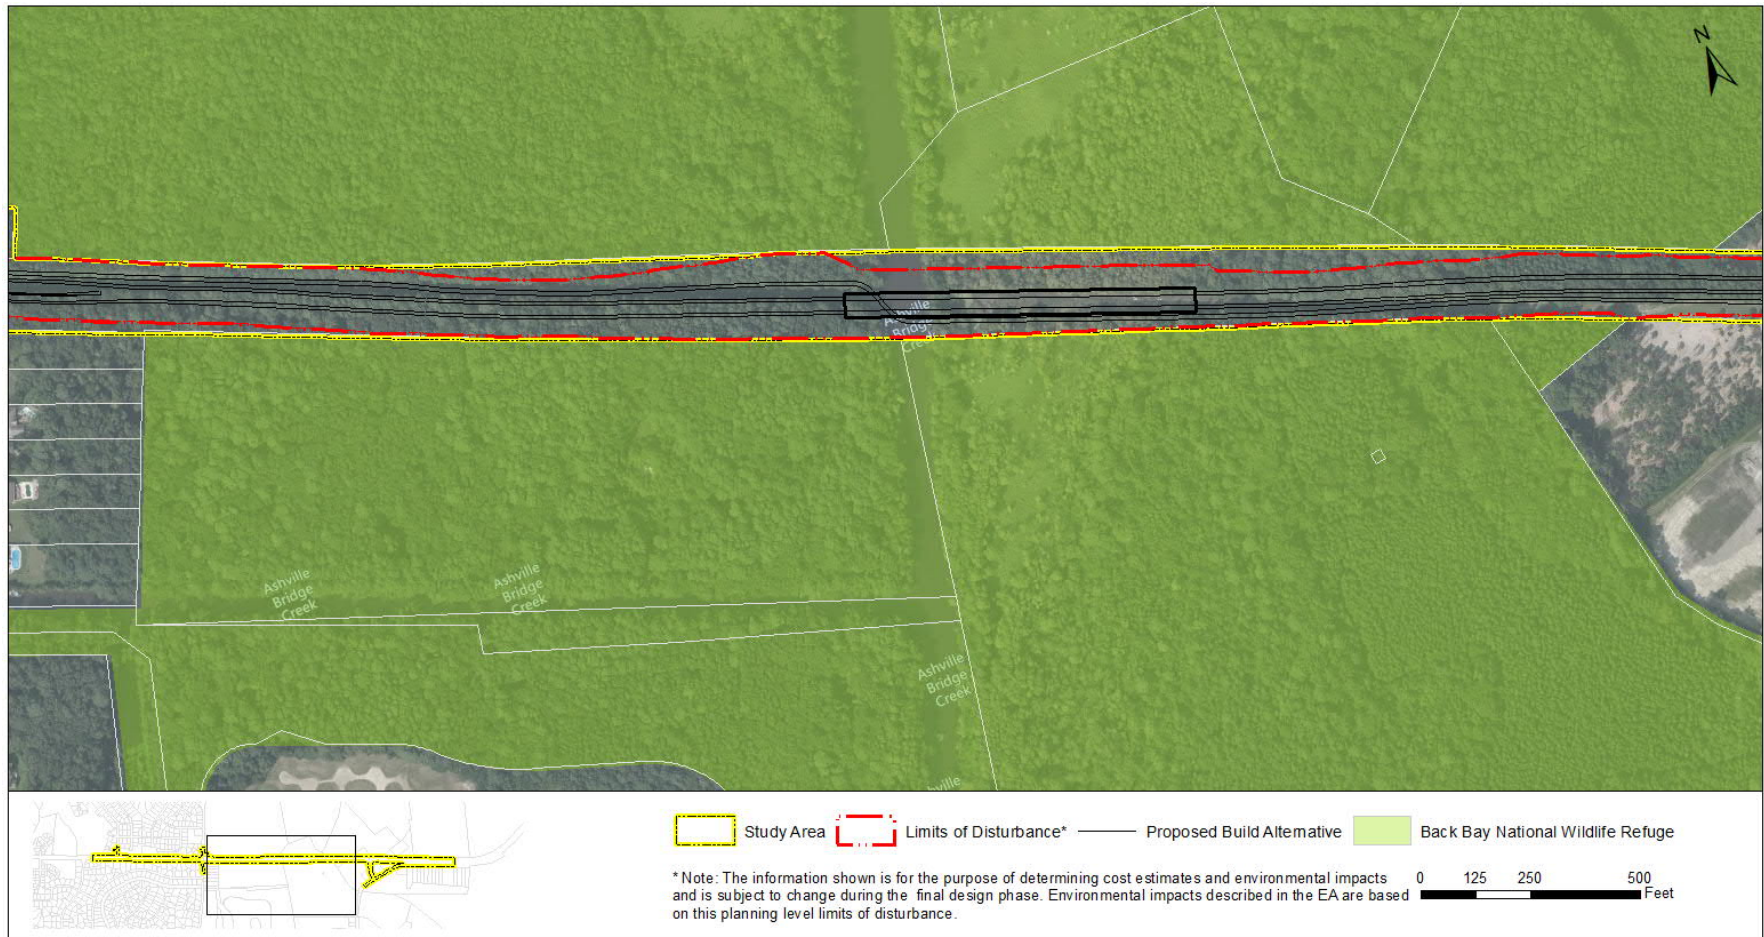 N
Ashville
Bridge
Creek
Ashville
Bridge
Creek
Ashville
Bridge
Creek
Ashville
Bridge
Creek
Ashville
Study Area
Limits of Disturbance*
Proposed Build Alternative
Back Bay National Wildlife Refuge
* Note: The information shown is for the purpose of determining cost estimates and environmental impacts
and is subject to change during the final design phase. Environmental impacts described in the EA are based
on this planning level limits of disturbance.
0 125 250 500
Feet